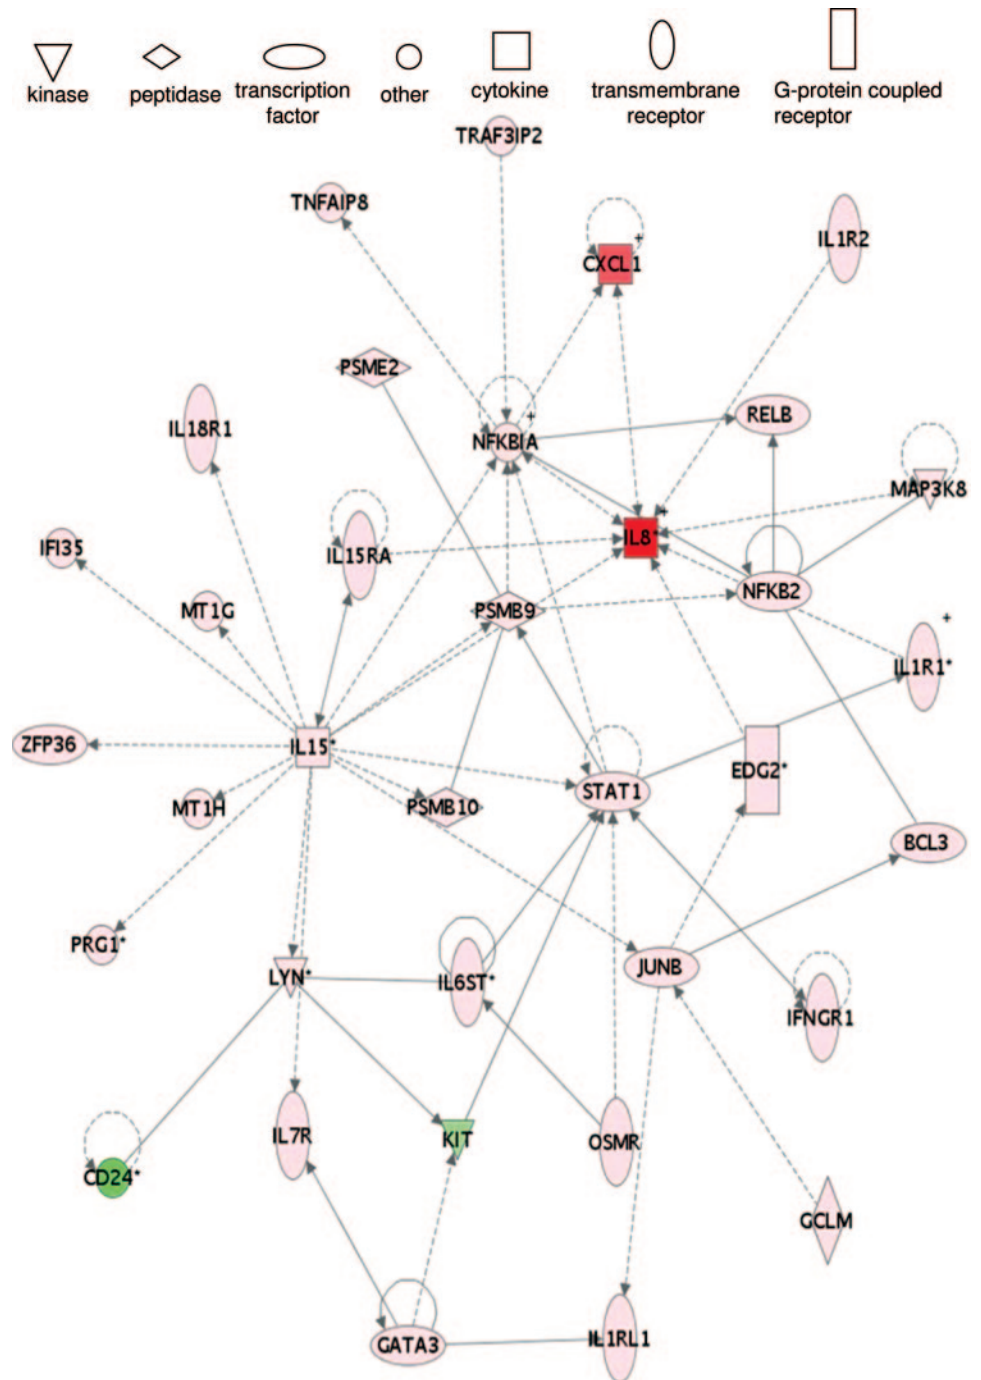 kinase
peptidase
transcription
factor
other
cytokine
transmembrane
receptor
G-protein coupled
receptor
TRAF3IP2
TNFAIP8
IL1R2
+
CXCL1
PSME2
+
RELB
IL18R1
NFKBIA
MAP3K8
+
IL8*
IFI35
IL15RA
NFKB2
MT1G
PSMB9
+
IL1R1*
ZFP36
IL15*
EDG2*
STAT1
MT1H
PSMB10
BCL3
PRG1*
JUNB
LYN*
IL6ST*
IFNGR1
IL7R
KIT
OSMR
CD24*
GCLM
GATA3
IL1RL1